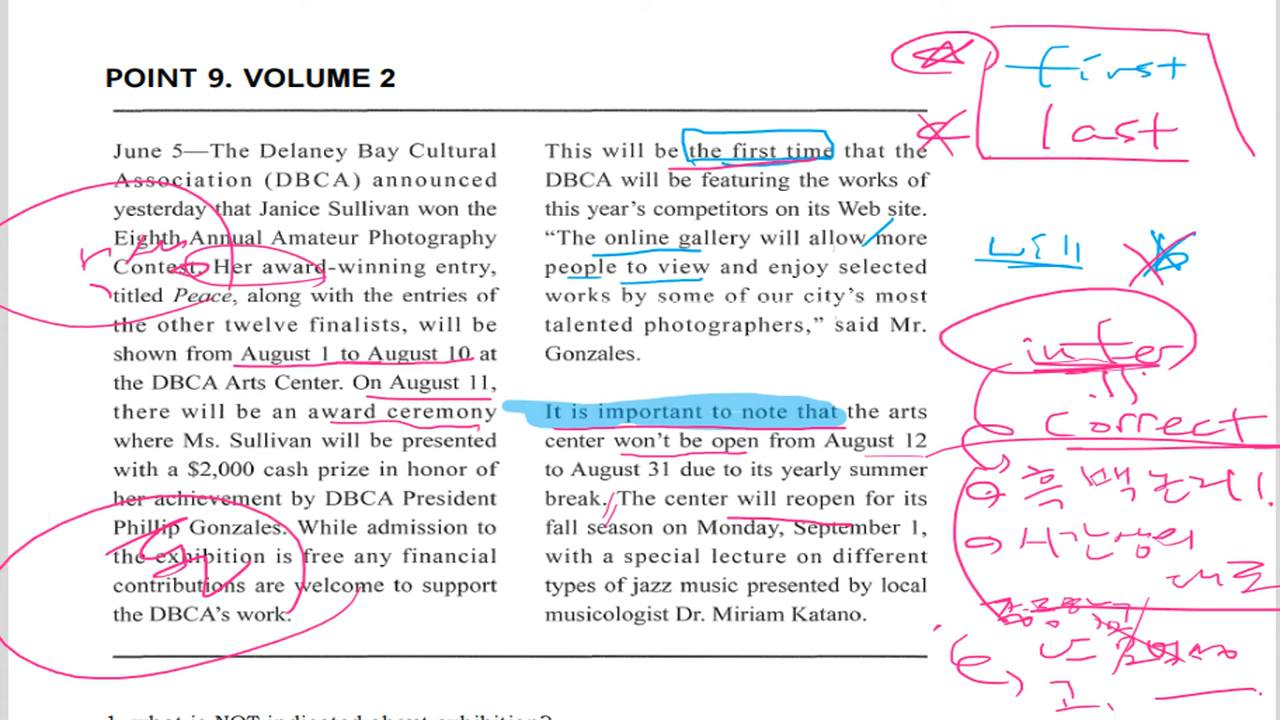 POINT 9. VOLUME 2
June 5—The Delaney Bay Cultural
Association (DBCA) announced
yesterday that Janice Sullivan won the
Eighth Annual Amateur Photography
Contest. Her award-winning entry,
titled Peace, along with the entries of
the other twelve finalists, will be
shown from August 1 to August 10 at
the DBCA Arts Center. On August 11,
there will be an award ceremony
where Ms. Sullivan will be presented
with a $2,000 cash prize in honor of
her achievement by DBCA President
Phillip Gonzales. While admission to
the exhibition is free any financial
contributions are welcome to support
the DBCA's work.
This will be the first time that the
DBCA will be featuring the works of
this year's competitors on its Web site.
“The online gallery will allow more
people to view and enjoy selected
works by some of our city's most
talented photographers,” said Mr.
Gonzales.
It is important to note that the arts
center won't be open from August 12
to August 31 due to its yearly summer
break. The center will reopen for its
fall season on Monday, September 1,
with a special lecture on different
types of jazz music presented by local
musicologist Dr. Miriam Katano.
1. what is NOT indicated about exhibition?
first
last
infer
correct
흑백논리!